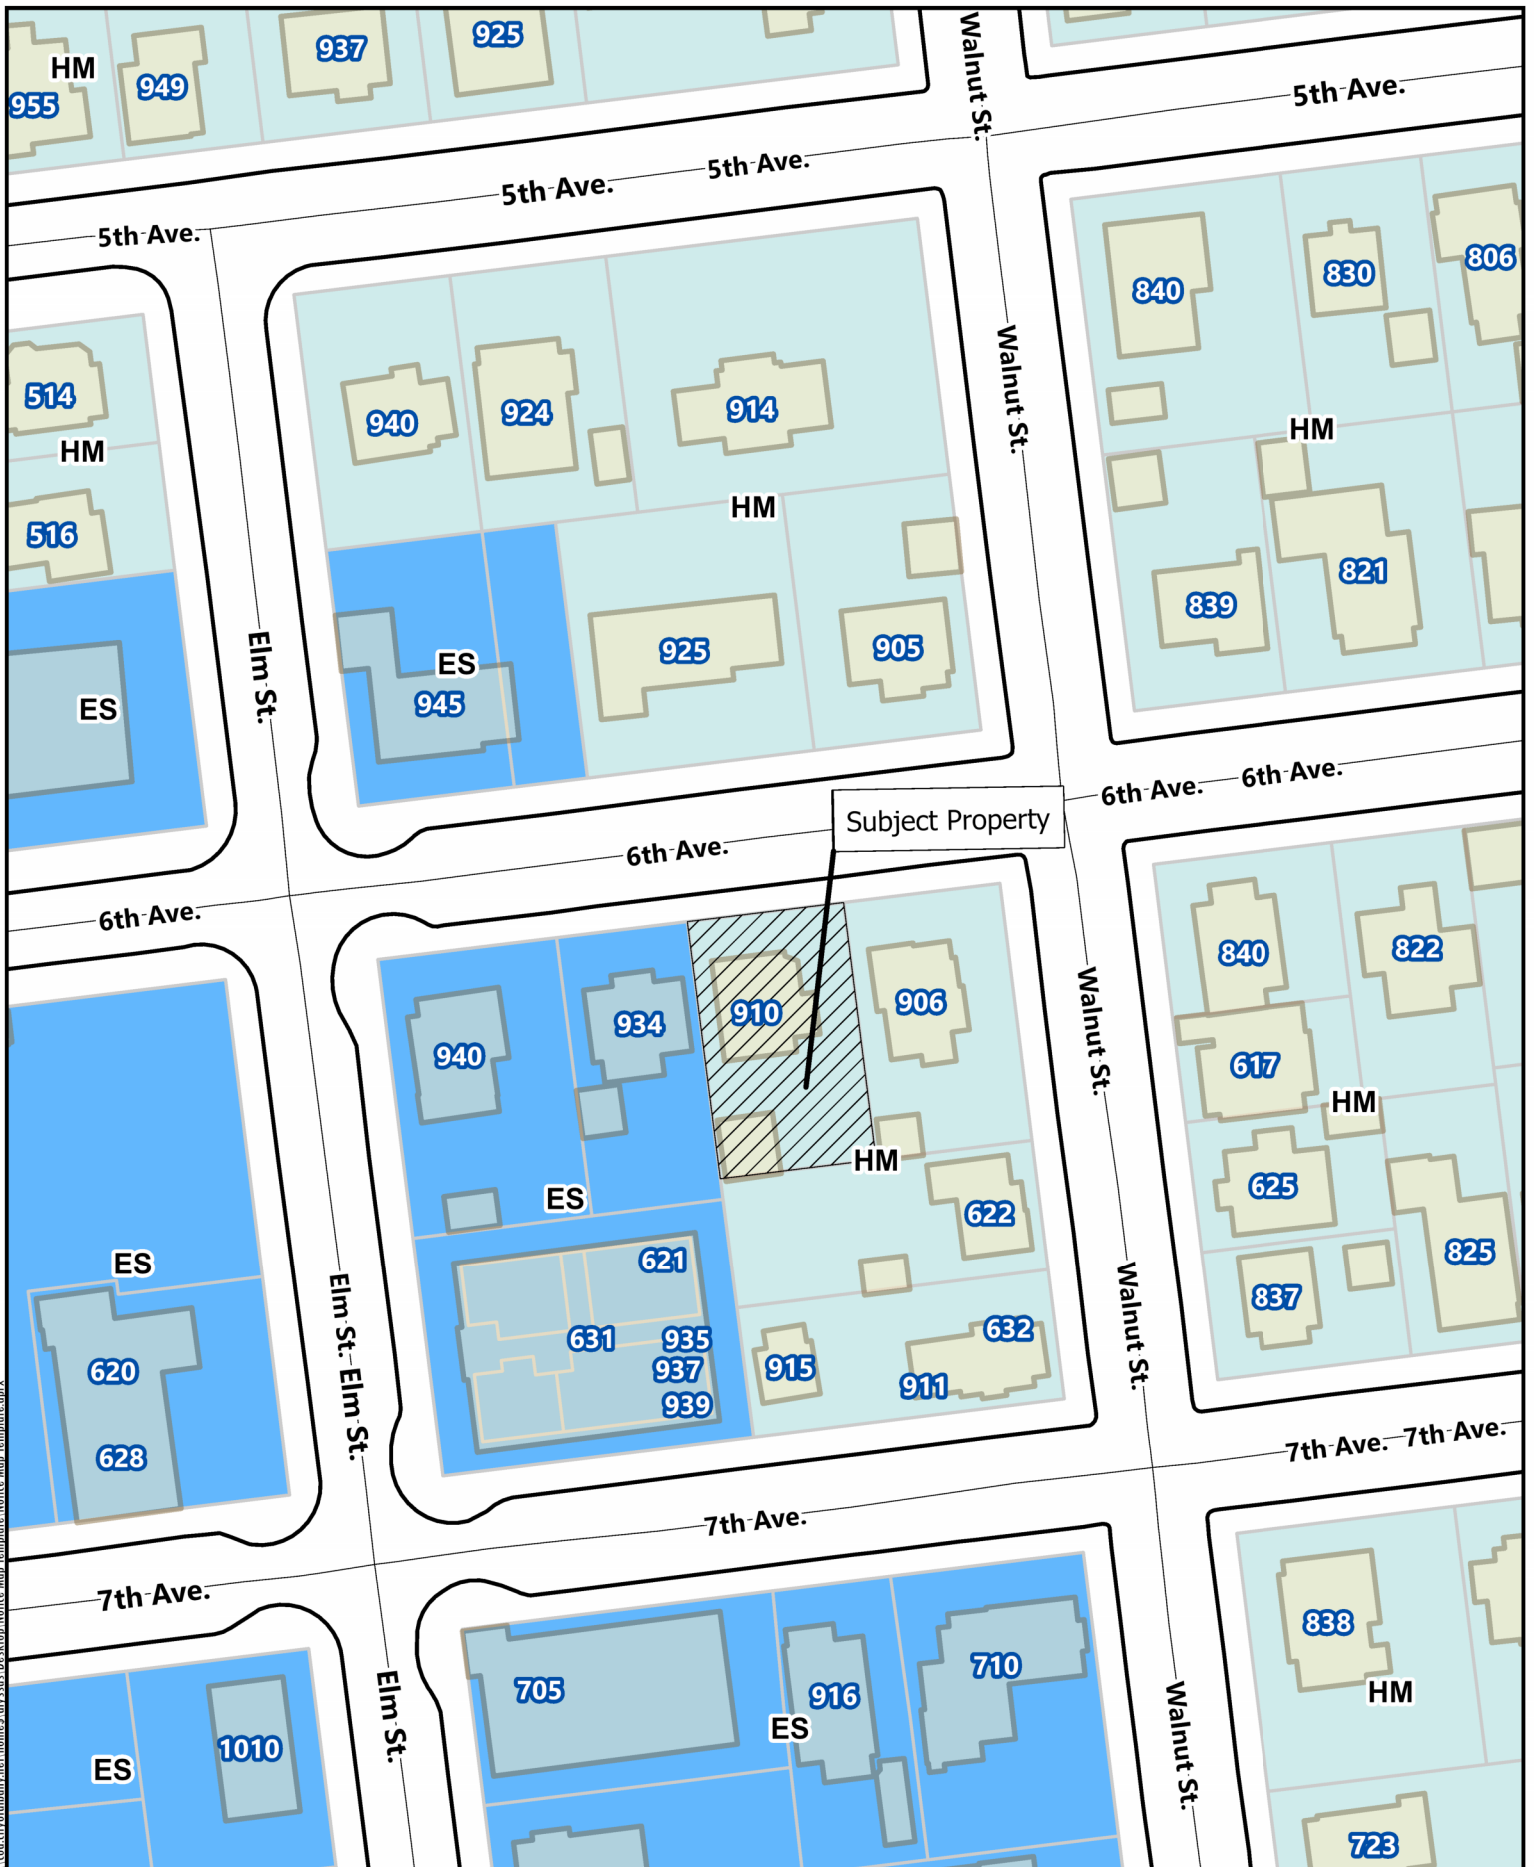 HM
955
949
937
925
Walnut St.
5th Ave.
5th Ave.
5th Ave.
5th Ave.
514
HM
516
940
924
914
HM
Walnut St.
840
830
806
HM
839
821
ES
Elm St.
ES
945
925
905
Subject Property
6th Ave.
6th Ave.
6th Ave.
6th Ave.
940
934
910
906
HM
ES
622
621
631
935
937
939
915
911
632
Walnut St.
Walnut St.
840
822
617
HM
625
837
825
ES
620
628
Elm St.
Elm St.
7th Ave.
7th Ave.
7th Ave.
7th Ave.
ES
1010
Elm St.
705
ES
916
710
Walnut St.
838
HM
723